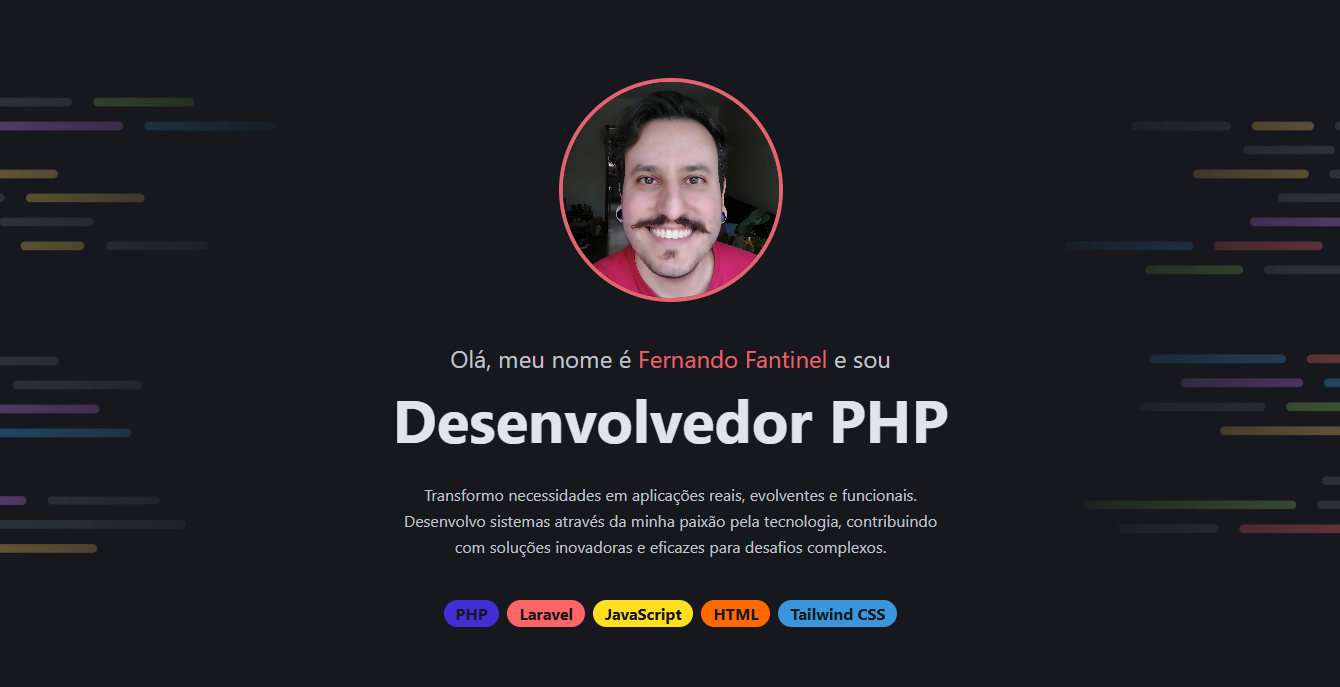 Olá, meu nome é Fernando Fantinel e sou
Desenvolvedor PHP
Transformo necessidades em aplicações reais, evolventes e funcionais.
Desenvolvo sistemas através da minha paixão pela tecnologia, contribuindo
com soluções inovadoras e eficazes para desafios complexos.
PHP Laravel JavaScript HTML Tailwind CSS